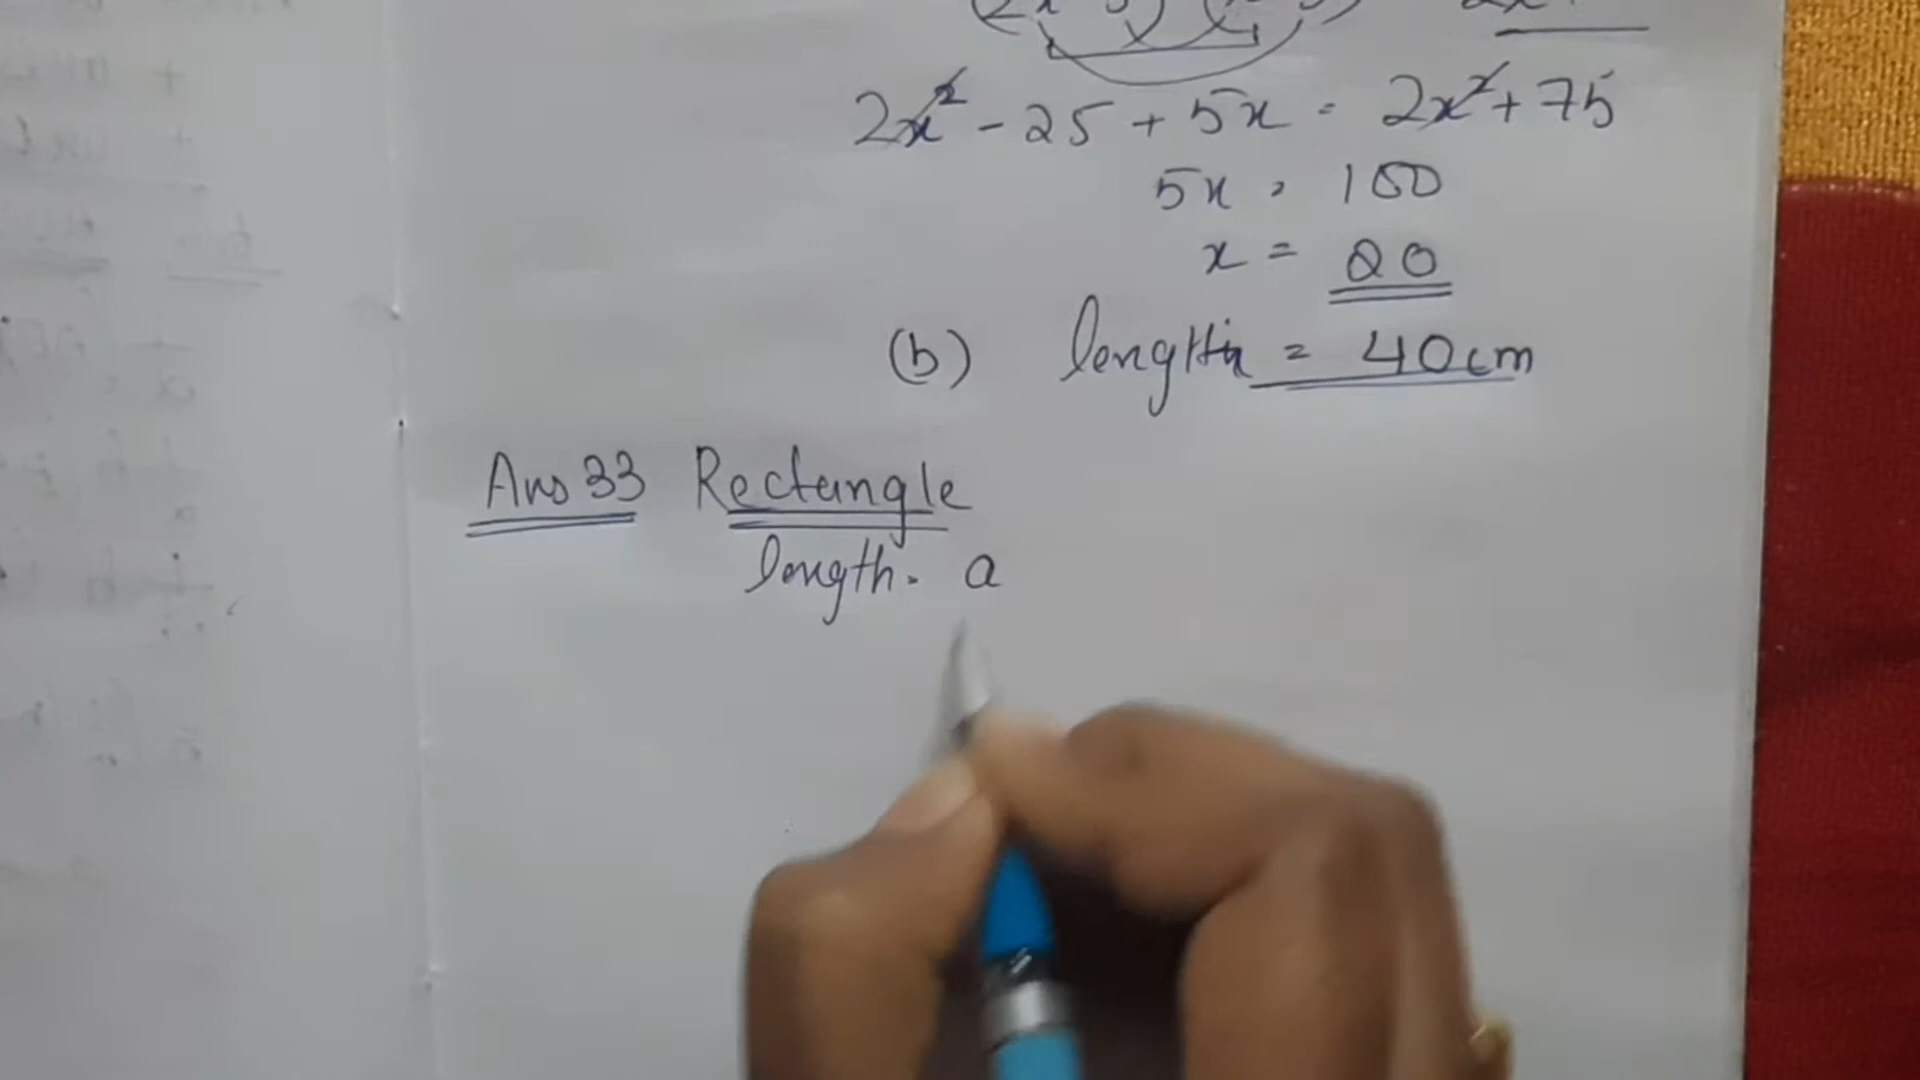 2x² - 25 + 5x = 2x² + 75
5x = 100
x = 20
(b) length = 40cm
Ans 33 Rectangle
length = a